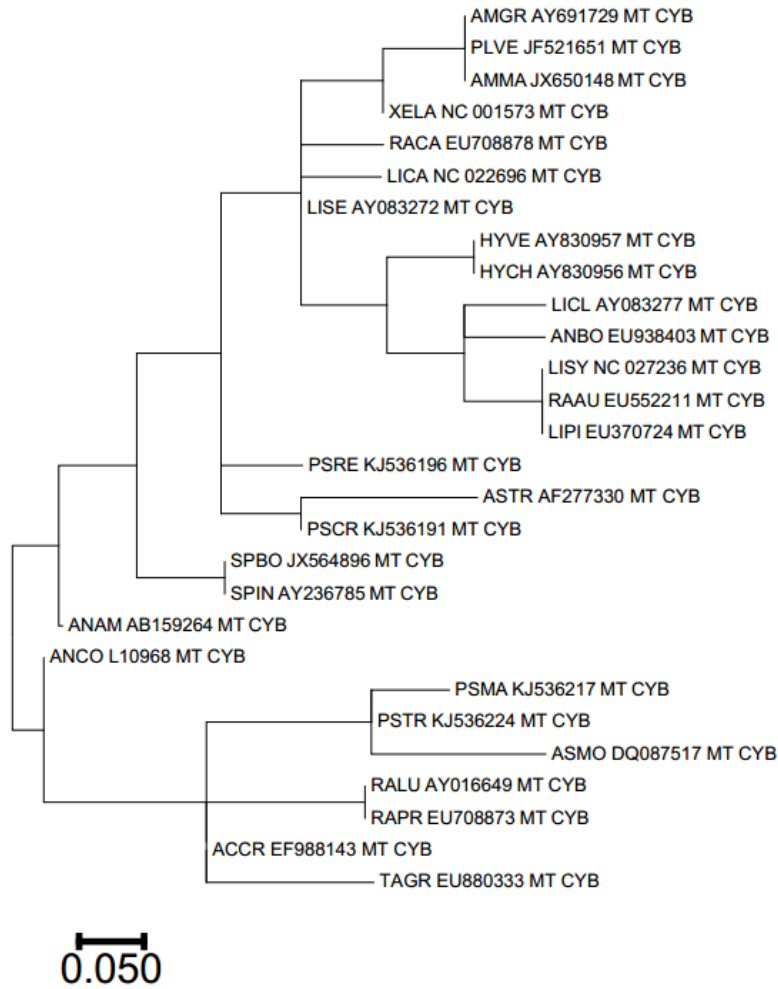 AMGR AY691729 MT CYB
PLVE JF521651 MT CYB
AMMA JX650148 MT CYB
XELA NC 001573 MT CYB
RACA EU708878 MT CYB
LICA NC 022696 MT CYB
LISE AY083272 MT CYB
HYVE AY830957 MT CYB
HYCH AY830956 MT CYB
LICL AY083277 MT CYB
ANBO EU938403 MT CYB
LISY NC 027236 MT CYB
RAAU EU552211 MT CYB
LIPI EU370724 MT CYB
PSRE KJ536196 MT CYB
ASTR AF277330 MT CYB
PSCR KJ536191 MT CYB
SPBO JX564896 MT CYB
SPIN AY236785 MT CYB
ANAM AB159264 MT CYB
ANCO L10968 MT CYB
PSMA KJ536217 MT CYB
PSTR KJ536224 MT CYB
ASMO DQ087517 MT CYB
RALU AY016649 MT CYB
RAPR EU708873 MT CYB
ACCR EF988143 MT CYB
TAGR EU880333 MT CYB
0.050